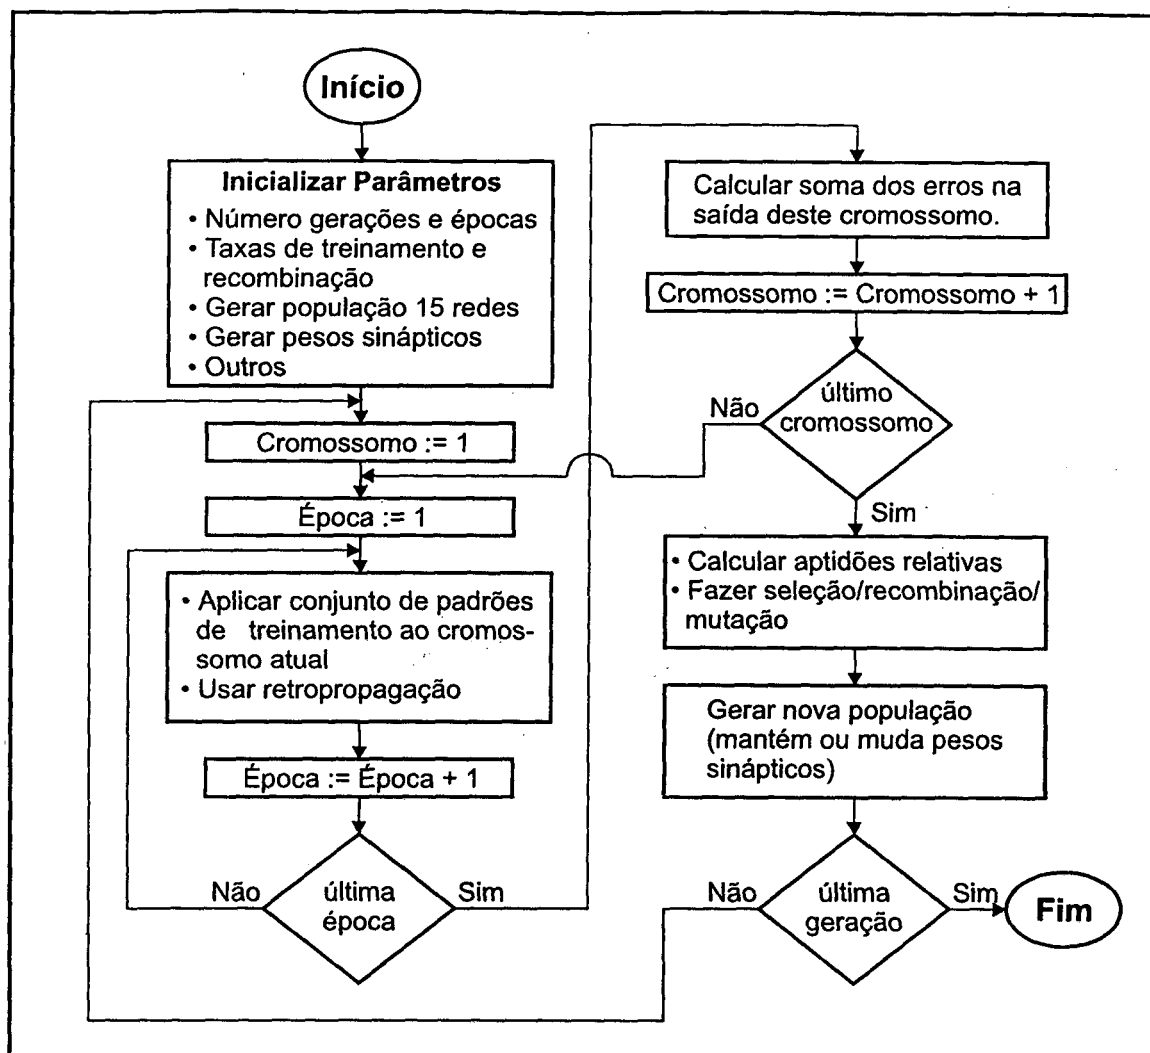 Início
Inicializar Parâmetros
• Número gerações e épocas
• Taxas de treinamento e
recombinação
• Gerar população 15 redes
• Gerar pesos sinápticos
• Outros
Cromossomo := 1
Época := 1
• Aplicar conjunto de padrões
de treinamento ao cromos-
somo atual
• Usar retropropagação
Época := Época + 1
Não
última
época
Sim
Calcular soma dos erros na
saída deste cromossomo.
Cromossomo := Cromossomo + 1
Não
último
cromossomo
Sim
• Calcular aptidões relativas
• Fazer seleção/recombinação/
mutação
Gerar nova população
(mantém ou muda pesos
sinápticos)
Não
última
geração
Sim
Fim